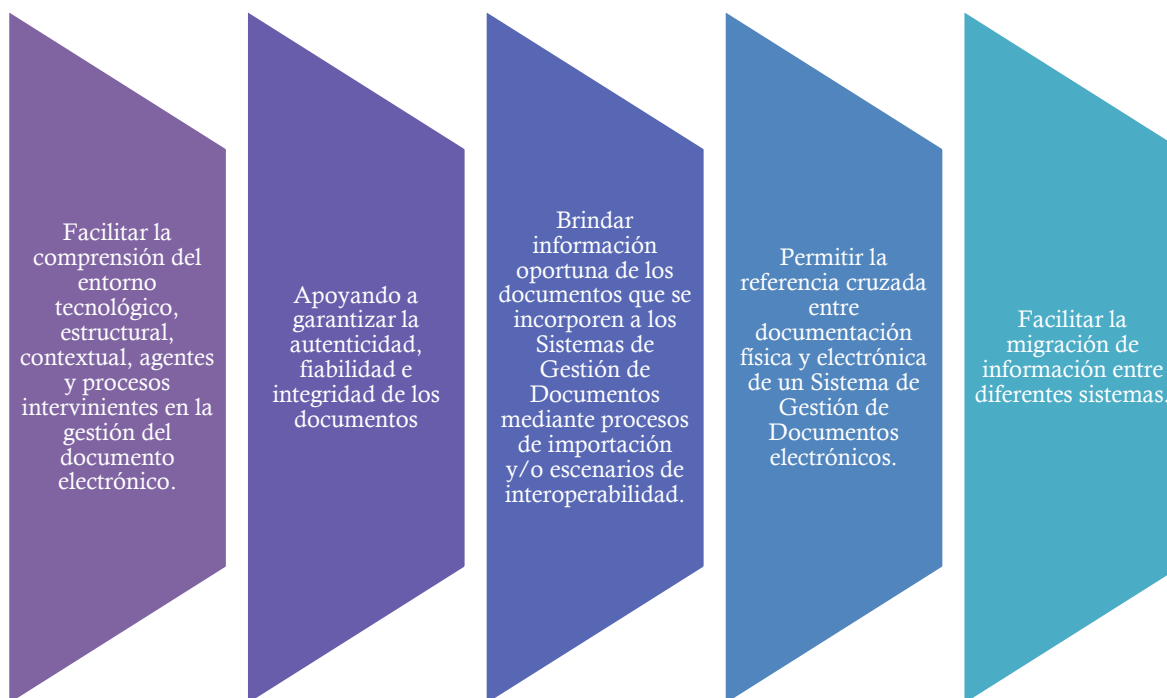 Facilitar la
comprensión del
entorno
tecnológico,
estructural,
contextual, agentes
y procesos
intervinientes en la
gestión del
documento
electrónico.
Apoyando a
garantizar la
autenticidad,
fiabilidad e
integridad de los
documentos
Brindar
información
oportuna de los
documentos que se
incorporen a los
Sistemas de
Gestión de
Documentos
mediante procesos
de importación
y/o escenarios de
interoperabilidad.
Permitir la
referencia cruzada
entre
documentación
física y electrónica
de un Sistema de
Gestión de
Documentos
electrónicos.
Facilitar la
migración de
información entre
diferentes sistemas.